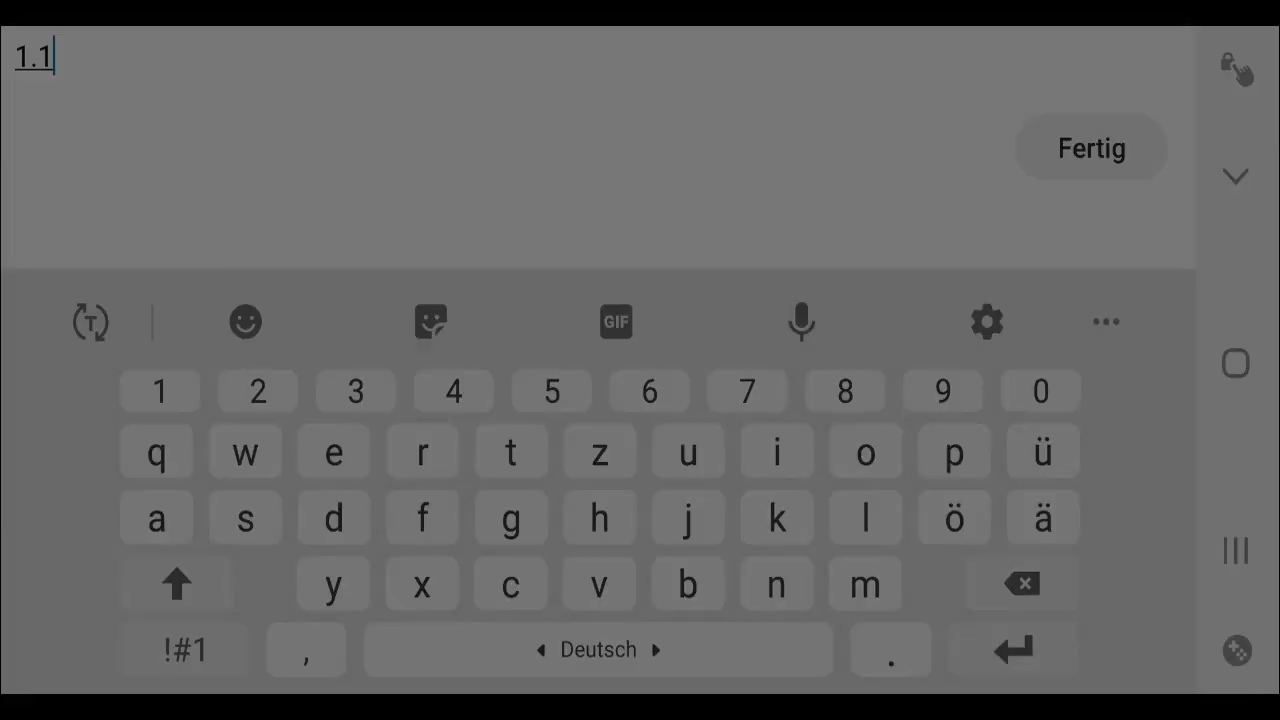 1.1
Fertig
T
GIF
1 2 3 4 5 6 7 8 9 0
q w e r t z u i o p ü
a s d f g h j k l ö ä
y x c v b n m
!#1 , Deutsch .